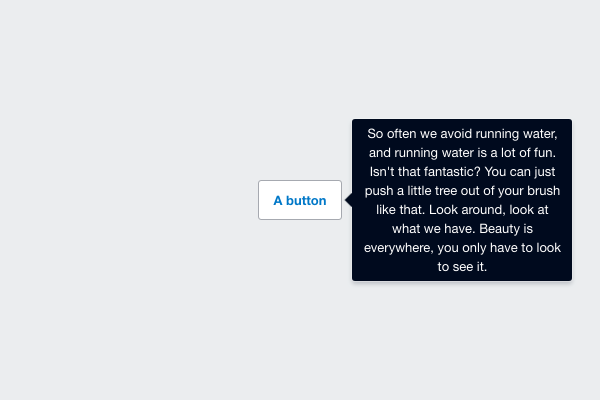 A button
So often we avoid running water,
and running water is a lot of fun.
Isn't that fantastic? You can just
push a little tree out of your brush
like that. Look around, look at
what we have. Beauty is
everywhere, you only have to look
to see it.